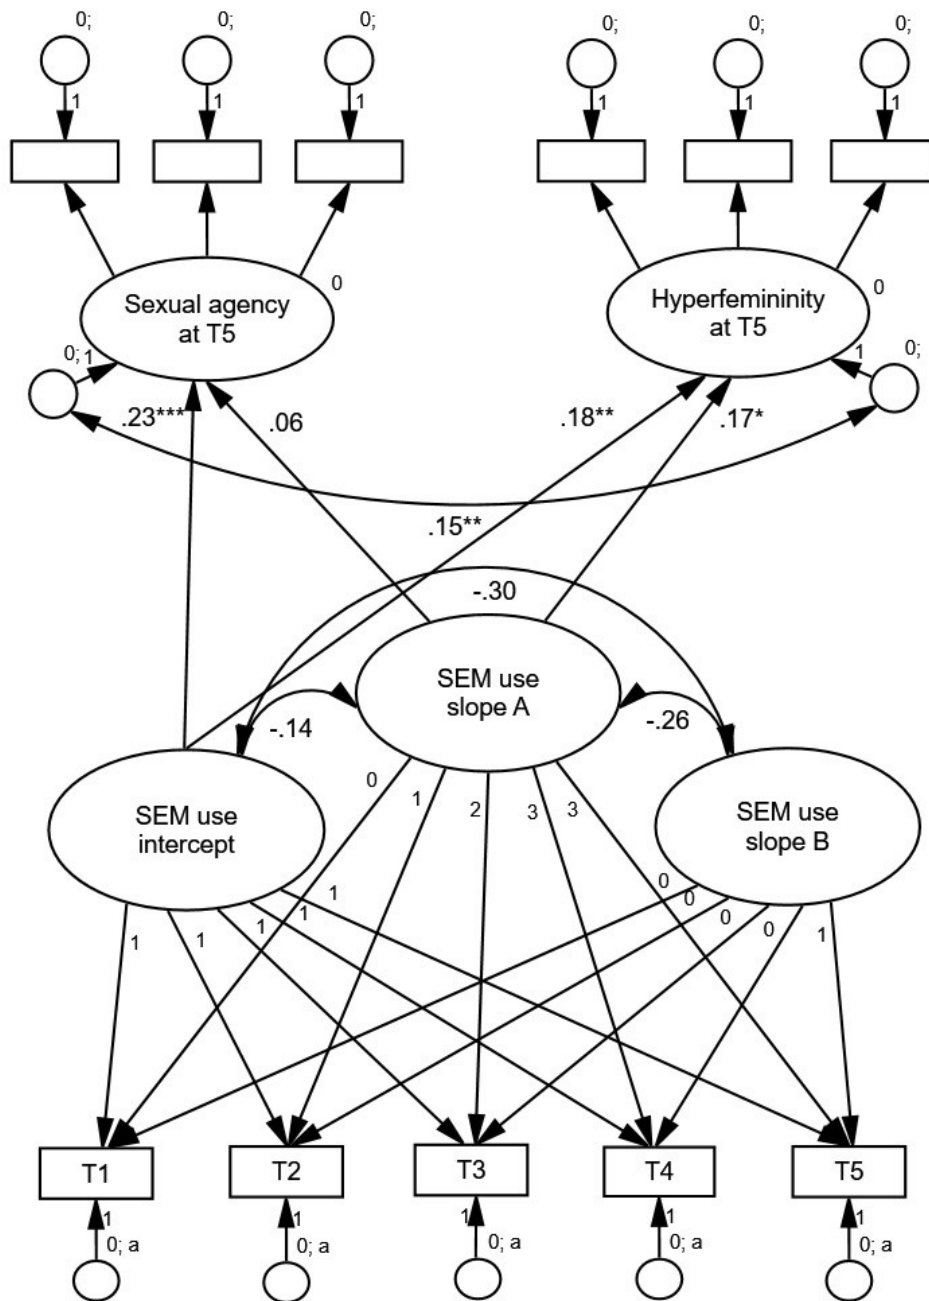 0; 0; 0; 0; 0; 0;
1 1 1 1 1 1
Sexual agency
at T5
0
Hyperfemininity
at T5
0
0; 1
1 0;
.23*** .06 .18** .17*
.15**
-.30
SEM use
slope A
-.14
-.26
SEM use
intercept
SEM use
slope B
0 1 2 3 3
1 1 1 1 1
0 0 0 0 1
T1 T2 T3 T4 T5
1 1 1 1 1
0; a 0; a 0; a 0; a 0; a